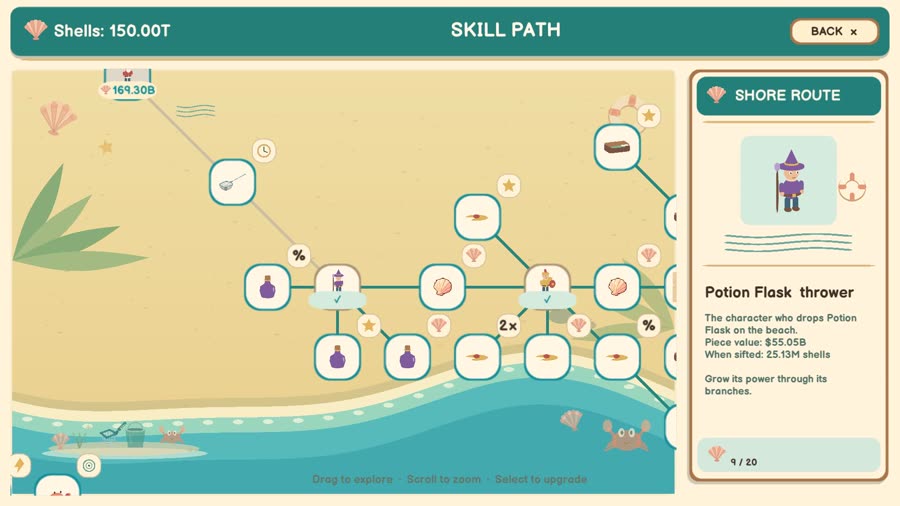 Shells: 150.00T
SKILL PATH
BACK ×
169.30B
%
✓
✓
2x
%
Drag to explore · Scroll to zoom · Select to upgrade
SHORE ROUTE
Potion Flask thrower
The character who drops Potion
Flask on the beach.
Piece value: $55.05B
When sifted: 25.13M shells
Grow its power through its
branches.
9 / 20